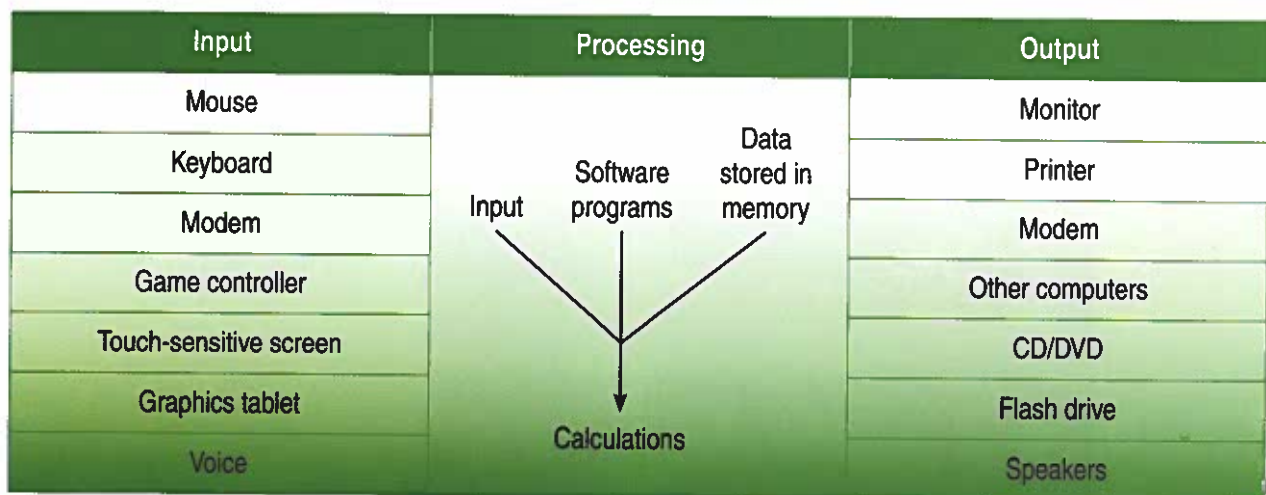 Input
Processing
Output
Mouse
Keyboard
Modem
Game controller
Touch-sensitive screen
Graphics tablet
Voice
Input
Software
programs
Data
stored in
memory
Calculations
Monitor
Printer
Modem
Other computers
CD/DVD
Flash drive
Speakers